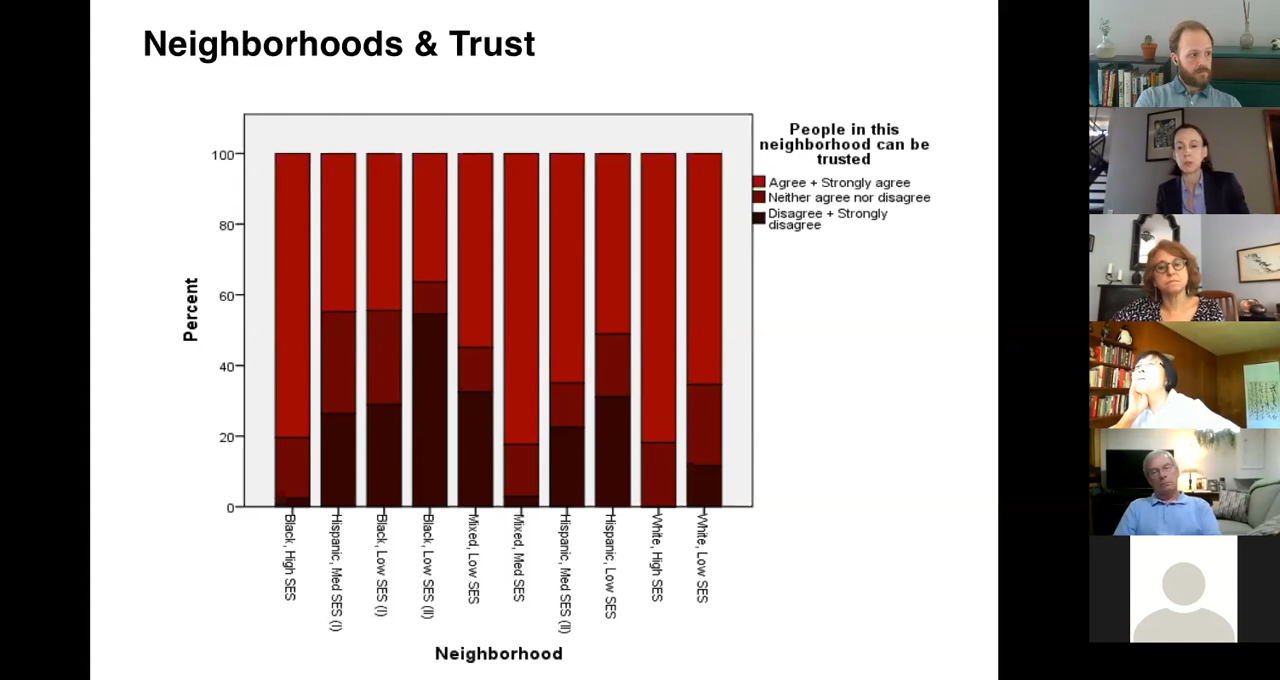 Neighborhoods & Trust
People in this
neighborhood can be
trusted
Agree + Strongly agree
Neither agree nor disagree
Disagree + Strongly
disagree
Percent
100
80
60
40
20
0
Black, High SES
Hispanic, Med SES (I)
Black, Low SES (I)
Black, Low SES (II)
Mixed, Low SES
Mixed, Med SES
Hispanic, Med SES (II)
Hispanic, Low SES
White, High SES
White, Low SES
Neighborhood